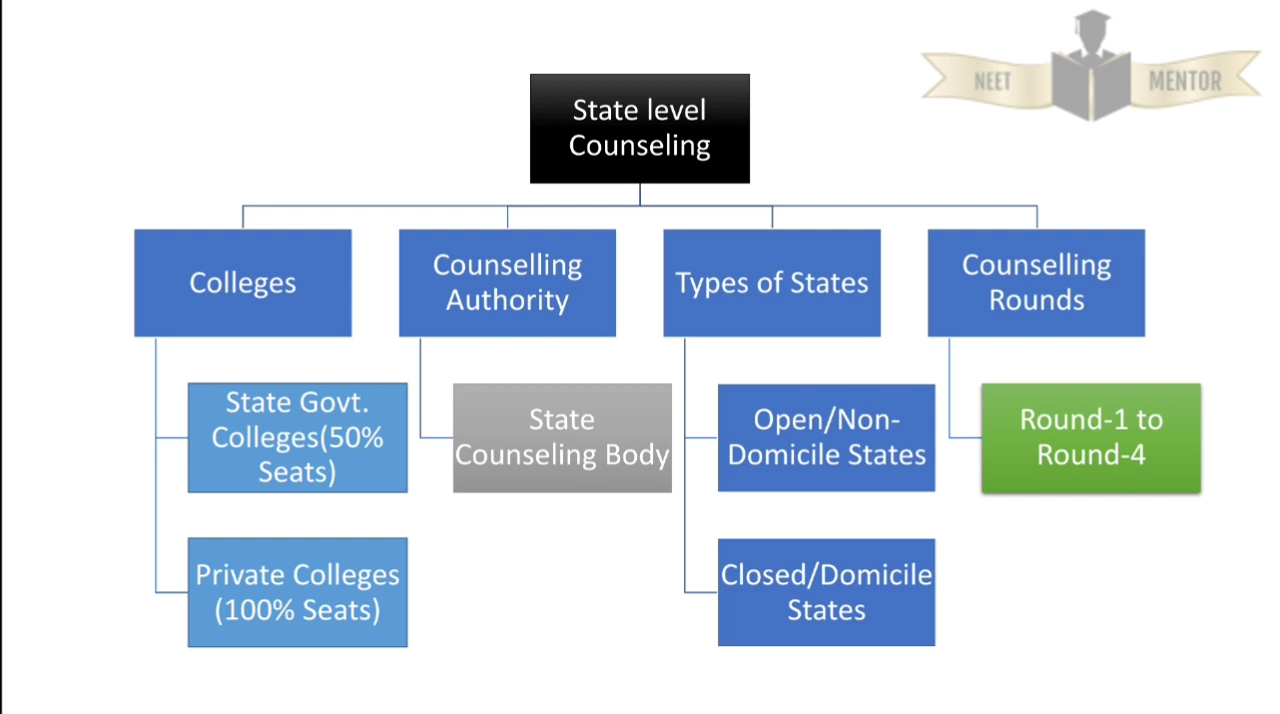 NEET MENTOR
State level
Counseling
Colleges
Counselling
Authority
Types of States
Counselling
Rounds
State Govt.
Colleges(50%
Seats)
State
Counseling Body
Open/Non-
Domicile States
Round-1 to
Round-4
Private Colleges
(100% Seats)
Closed/Domicile
States